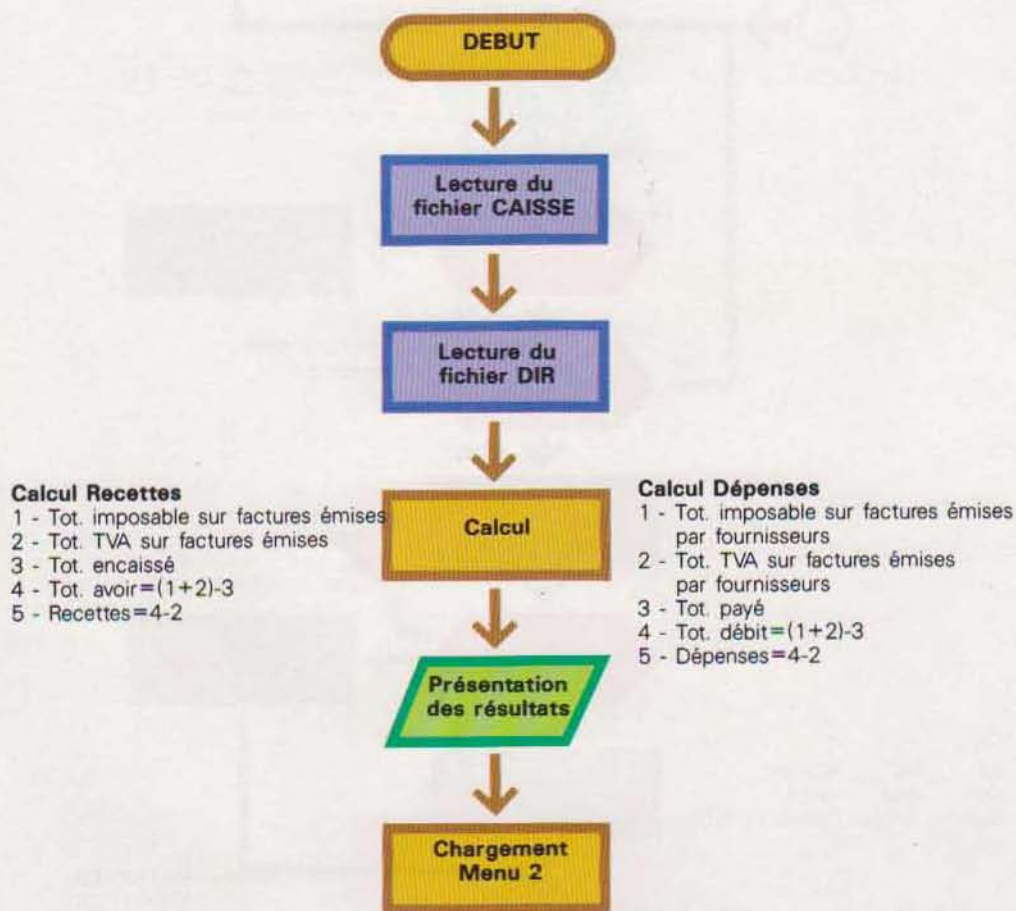 DEBUT
Lecture du
fichier CAISSE
Lecture du
fichier DIR
Calcul Recettes
1 - Tot. imposable sur factures émises
2 - Tot. TVA sur factures émises
3 - Tot. encaissé
4 - Tot. avoir=(1+2)-3
5 - Recettes=4-2
Calcul
Calcul Dépenses
1 - Tot. imposable sur factures émises
par fournisseurs
2 - Tot. TVA sur factures émises
par fournisseurs
3 - Tot. payé
4 - Tot. débit=(1+2)-3
5 - Dépenses=4-2
Présentation
des résultats
Chargement
Menu 2